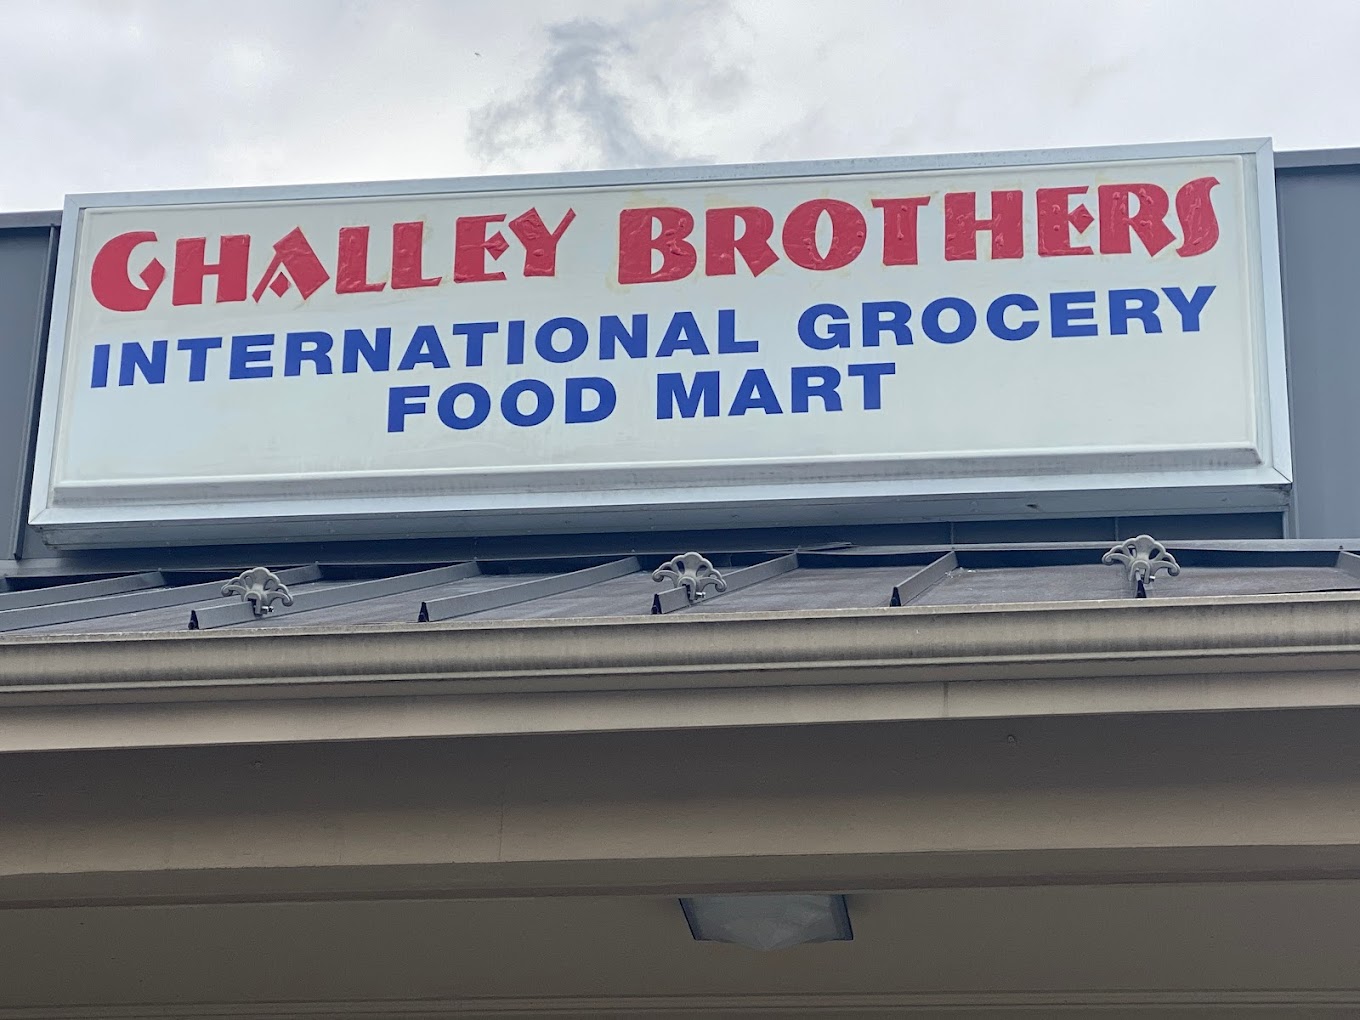 GHALLEY BROTHERS
INTERNATIONAL GROCERY
FOOD MART